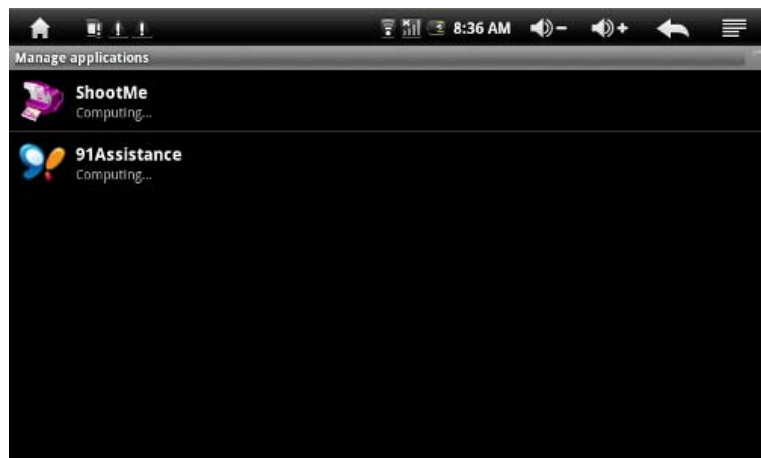 8:36 AM
Manage applications
ShootMe
Computing...
91Assistance
Computing...